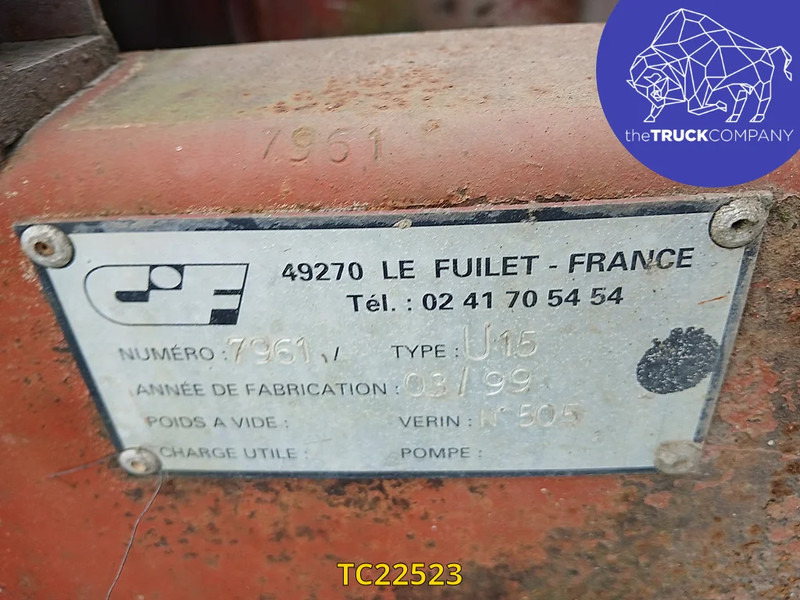 theTRUCKCOMPANY
7961
CIF
49270 LE FUILET - FRANCE
Tél. : 02 41 70 54 54
NUMÉRO : 7961,/ TYPE : U15
ANNÉE DE FABRICATION : 03/99
POIDS A VIDE : VERIN : N° 505
CHARGE UTILE : POMPE :
TC22523